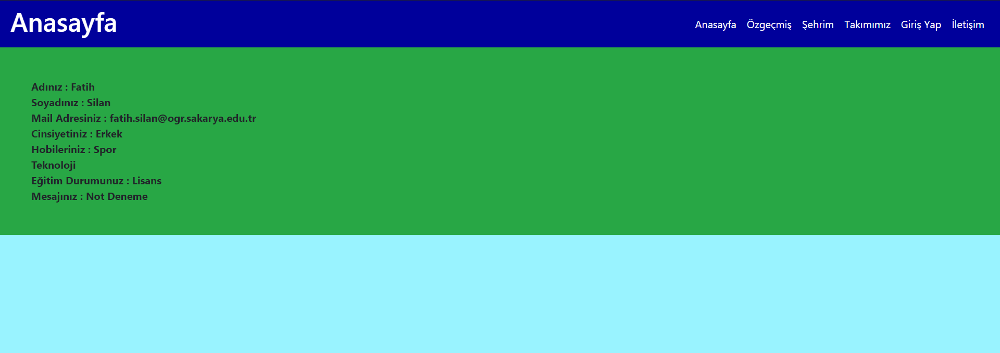 Anasayfa
Anasayfa Özgeçmiş Şehrim Takımımız Giriş Yap İletişim
Adınız : Fatih
Soyadınız : Silan
Mail Adresiniz : fatih.silan@ogr.sakarya.edu.tr
Cinsiyetiniz : Erkek
Hobileriniz : Spor
Teknoloji
Eğitim Durumunuz : Lisans
Mesajınız : Not Deneme